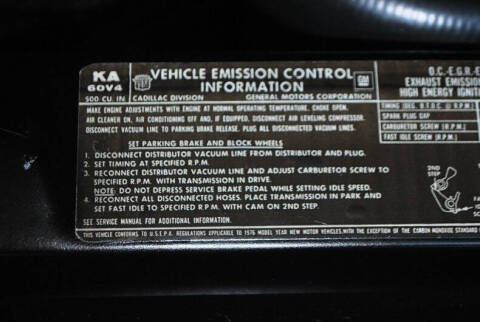 KA
60V4
500 CU. IN.
VEHICLE EMISSION CONTROL
INFORMATION
GM
CADILLAC DIVISION GENERAL MOTORS CORPORATION
MAKE ENGINE ADJUSTMENTS WITH ENGINE AT NORMAL OPERATING TEMPERATURE, CHOKE OPEN,
AIR CLEANER ON, AIR CONDITIONING OFF AND, IF EQUIPPED, DISCONNECT AIR LEVELING COMPRESSOR.
DISCONNECT VACUUM LINE TO PARKING BRAKE RELEASE. PLUG ALL DISCONNECTED VACUUM LINES.
SET PARKING BRAKE AND BLOCK WHEELS
1. DISCONNECT DISTRIBUTOR VACUUM LINE FROM DISTRIBUTOR AND PLUG.
2. SET TIMING AT SPECIFIED R.P.M.
3. RECONNECT DISTRIBUTOR VACUUM LINE AND ADJUST CARBURETOR SCREW TO
SPECIFIED R.P.M. WITH TRANSMISSION IN DRIVE.
NOTE: DO NOT DEPRESS SERVICE BRAKE PEDAL WHEN SETTING IDLE SPEED.
4. RECONNECT ALL DISCONNECTED HOSES. PLACE TRANSMISSION IN PARK AND
SET FAST IDLE TO SPECIFIED R.P.M. WITH CAM ON 2ND STEP.
SEE SERVICE MANUAL FOR ADDITIONAL INFORMATION.
O.C.-E.G.R.-E
EXHAUST EMISSION
HIGH ENERGY IGNITI
TIMING (DEG. B.T.D.C. @ R.P.M.)
SPARK PLUG GAP
CARBURETOR SCREW (R.P.M.)
FAST IDLE SCREW (R.P.M.)
2ND
STEP
FA
SC
THIS VEHICLE CONFORMS TO U.S.E.P.A. REGULATIONS APPLICABLE TO 1976 MODEL YEAR NEW MOTOR VEHICLES, WITH THE EXCEPTION OF THE CARBON MONOXIDE STANDARD